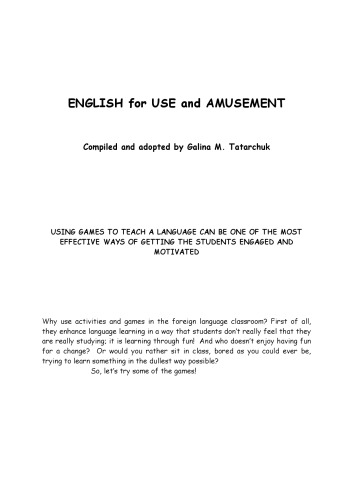 ENGLISH for USE and AMUSEMENT
Compiled and adopted by Galina M. Tatarchuk
USING GAMES TO TEACH A LANGUAGE CAN BE ONE OF THE MOST
EFFECTIVE WAYS OF GETTING THE STUDENTS ENGAGED AND
MOTIVATED
Why use activities and games in the foreign language classroom? First of all,
they enhance language learning in a way that students don't really feel that they
are really studying; it is learning through fun! And who doesn't enjoy having fun
for a change? Or would you rather sit in class, bored as you could ever be,
trying to learn something in the dullest way possible?
So, let's try some of the games!